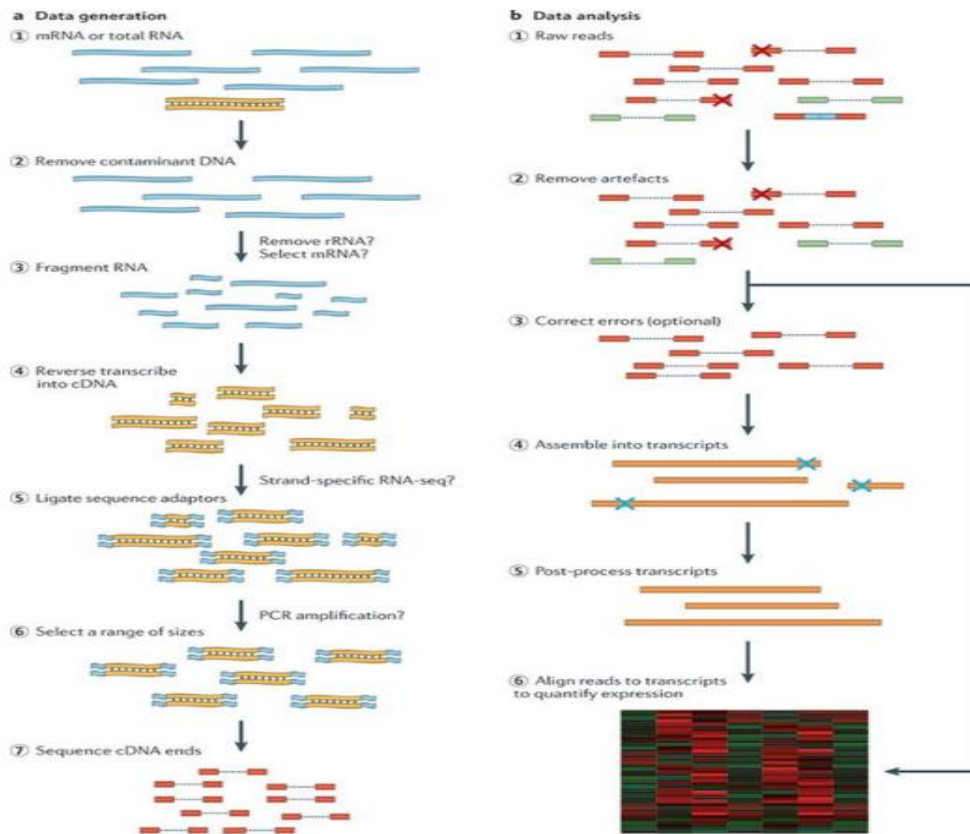 a Data generation
① mRNA or total RNA
② Remove contaminant DNA
Remove rRNA?
Select mRNA?
③ Fragment RNA
④ Reverse transcribe
into cDNA
Strand-specific RNA-seq?
⑤ Ligate sequence adaptors
PCR amplification?
⑥ Select a range of sizes
⑦ Sequence cDNA ends
b Data analysis
① Raw reads
② Remove artefacts
③ Correct errors (optional)
④ Assemble into transcripts
⑤ Post-process transcripts
⑥ Align reads to transcripts
to quantify expression